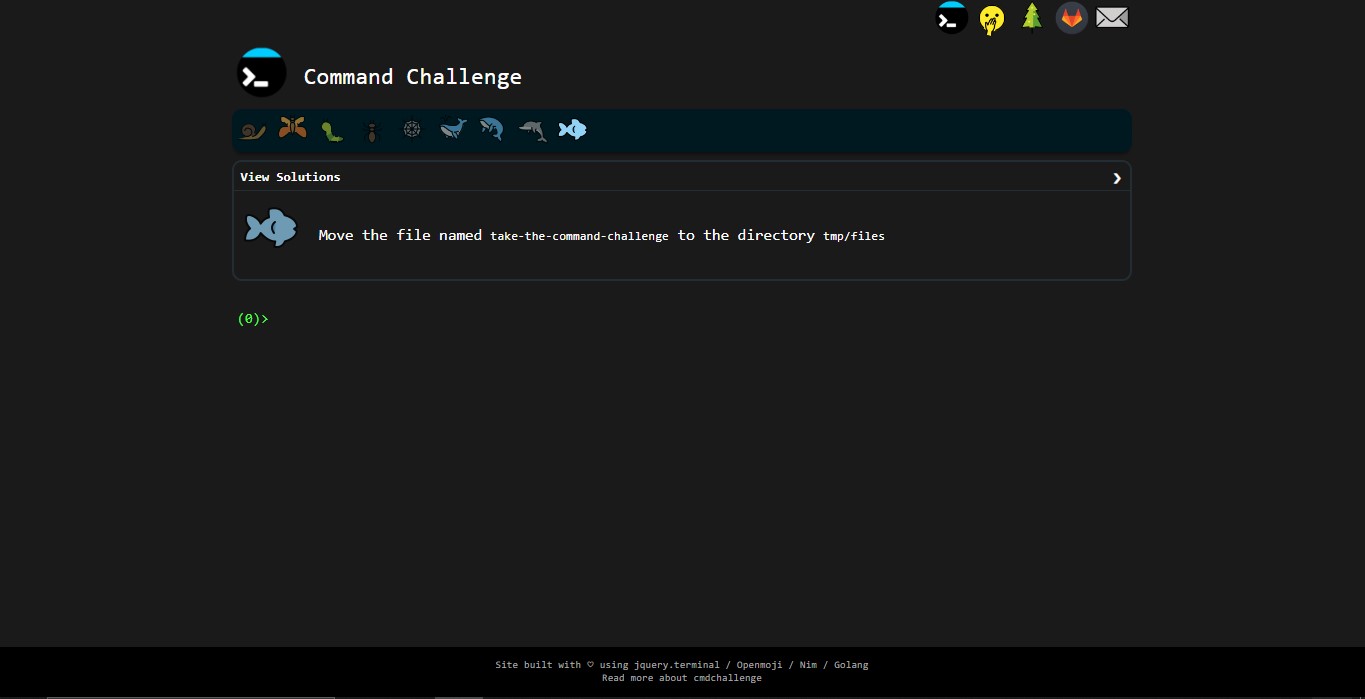 Command Challenge
View Solutions
Move the file named take-the-command-challenge to the directory tmp/files
(0)>
Site built with ♡ using jquery.terminal / Openmoji / Nim / Golang
Read more about cmdchallenge